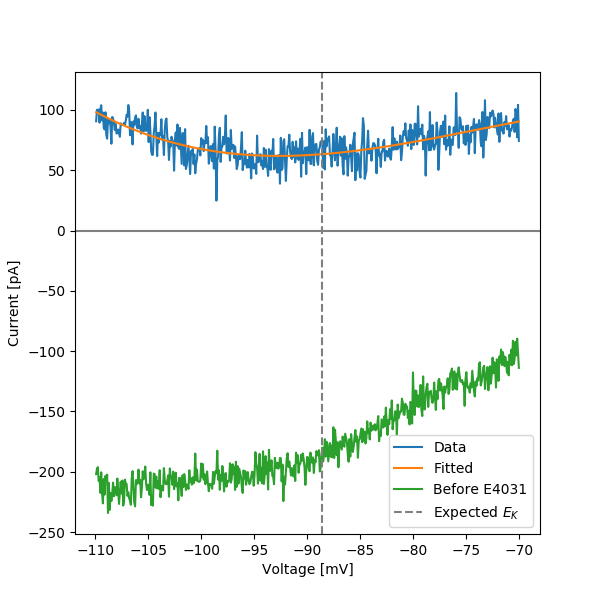 100
50
0
−50
−100
−150
−200
−250
Current [pA]
Data
Fitted
Before E4031
Expected E_K
−110
−105
−100
−95
−90
−85
−80
−75
−70
Voltage [mV]